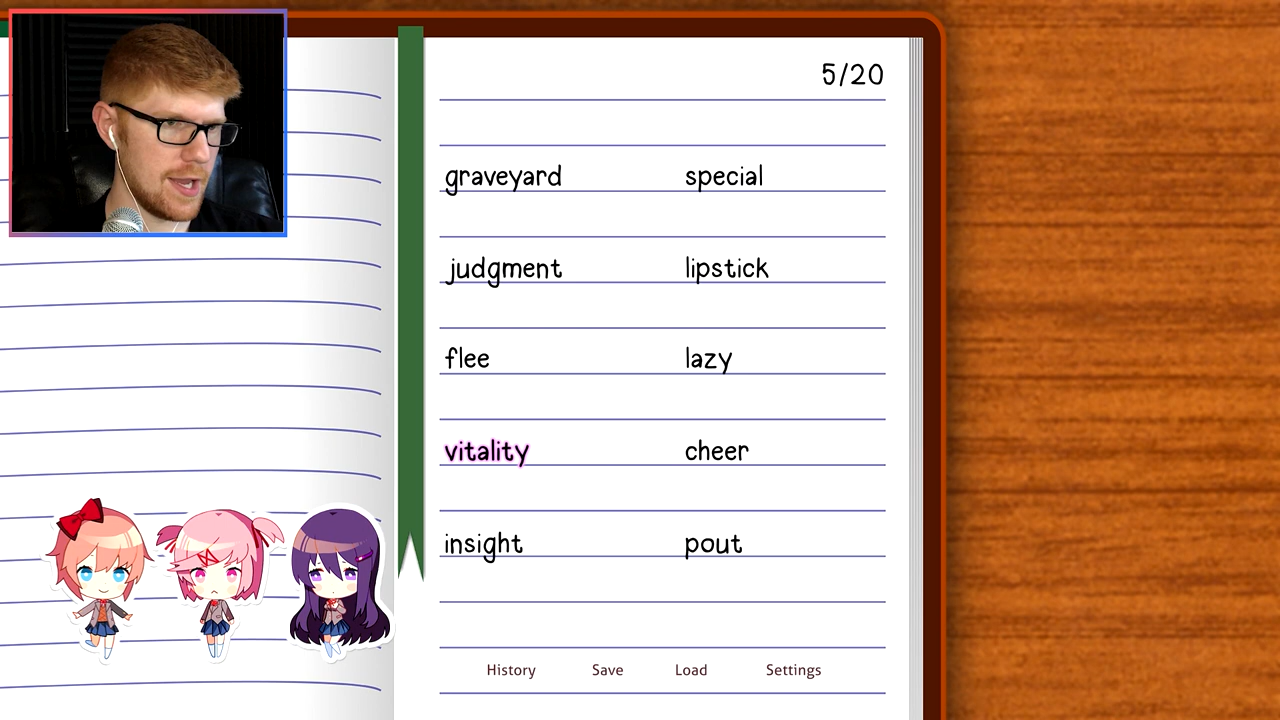 5/20
graveyard special
judgment lipstick
flee lazy
vitality cheer
insight pout
History Save Load Settings